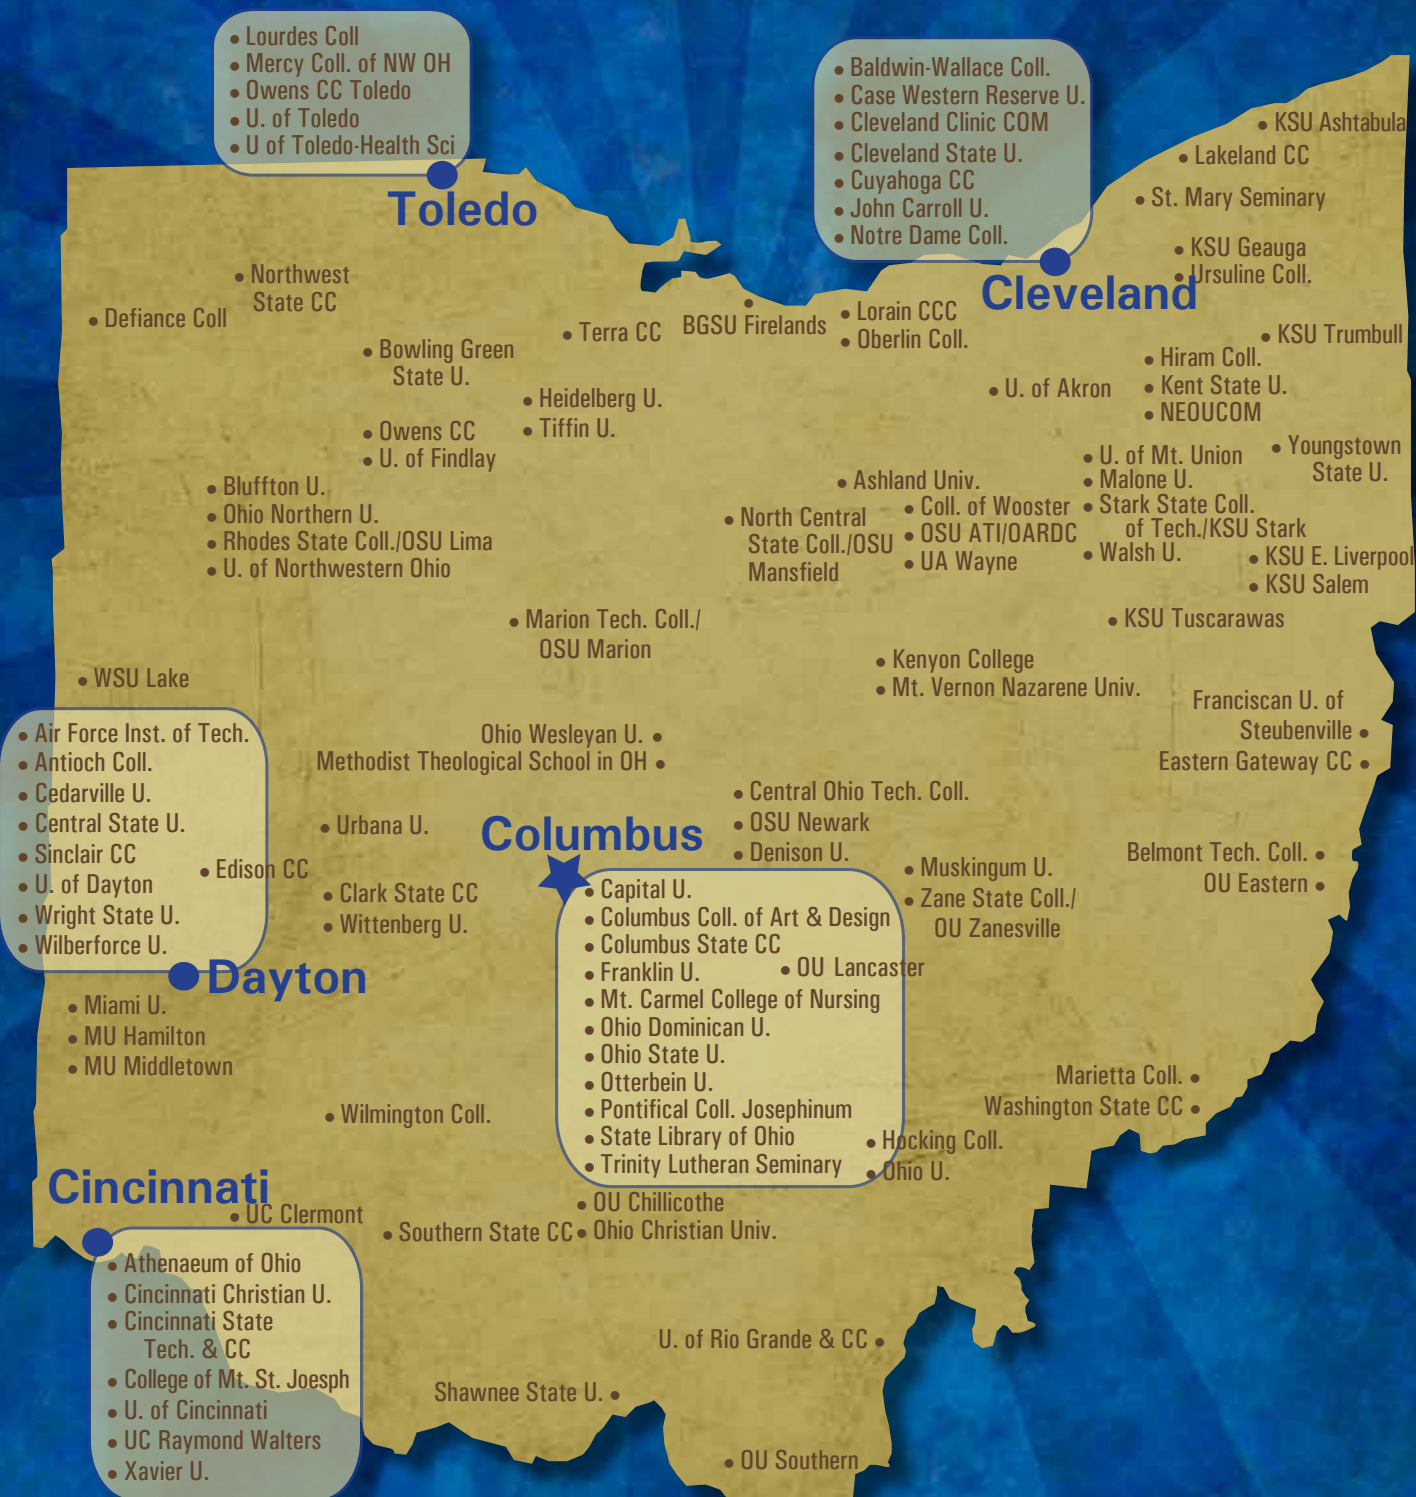 • Lourdes Coll
• Mercy Coll. of NW OH
• Owens CC Toledo
• U. of Toledo
• U of Toledo-Health Sci
Toledo
• Baldwin-Wallace Coll.
• Case Western Reserve U.
• Cleveland Clinic COM
• Cleveland State U.
• Cuyahoga CC
• John Carroll U.
• Notre Dame Coll.
Cleveland
• KSU Ashtabula
• Lakeland CC
• St. Mary Seminary
• KSU Geauga
• Ursuline Coll.
• Northwest
State CC
• Defiance Coll
• Bowling Green
State U.
• Terra CC
BGSU Firelands
• Lorain CCC
• Oberlin Coll.
• KSU Trumbull
• Hiram Coll.
• Kent State U.
• NEOUCOM
• U. of Akron
• Heidelberg U.
• Tiffin U.
• Owens CC
• U. of Findlay
• Youngstown
State U.
• U. of Mt. Union
• Malone U.
• Stark State Coll.
of Tech./KSU Stark
• Walsh U.
• Bluffton U.
• Ohio Northern U.
• Rhodes State Coll./OSU Lima
• U. of Northwestern Ohio
• Ashland Univ.
• Coll. of Wooster
• OSU ATI/OARDC
• UA Wayne
• North Central
State Coll./OSU
Mansfield
• KSU E. Liverpool
• KSU Salem
• KSU Tuscarawas
• Marion Tech. Coll./
OSU Marion
• Kenyon College
• Mt. Vernon Nazarene Univ.
• WSU Lake
Franciscan U. of
Steubenville •
Eastern Gateway CC •
• Air Force Inst. of Tech.
• Antioch Coll.
• Cedarville U.
• Central State U.
• Sinclair CC
• U. of Dayton
• Wright State U.
• Wilberforce U.
• Edison CC
Dayton
Ohio Wesleyan U. •
Methodist Theological School in OH •
• Urbana U.
• Clark State CC
• Wittenberg U.
• Central Ohio Tech. Coll.
• OSU Newark
• Denison U.
Columbus
• Capital U.
• Columbus Coll. of Art & Design
• Columbus State CC
• Franklin U.
• OU Lancaster
• Mt. Carmel College of Nursing
• Ohio Dominican U.
• Ohio State U.
• Otterbein U.
• Pontifical Coll. Josephinum
• State Library of Ohio
• Trinity Lutheran Seminary
• Muskingum U.
• Zane State Coll./
OU Zanesville
Belmont Tech. Coll. •
OU Eastern •
• Miami U.
• MU Hamilton
• MU Middletown
• Wilmington Coll.
Marietta Coll. •
Washington State CC •
• Hocking Coll.
• Ohio U.
Cincinnati
• UC Clermont
• Southern State CC
• OU Chillicothe
• Ohio Christian Univ.
• Athenaeum of Ohio
• Cincinnati Christian U.
• Cincinnati State
Tech. & CC
• College of Mt. St. Joesph
• U. of Cincinnati
• UC Raymond Walters
• Xavier U.
U. of Rio Grande & CC •
Shawnee State U. •
• OU Southern